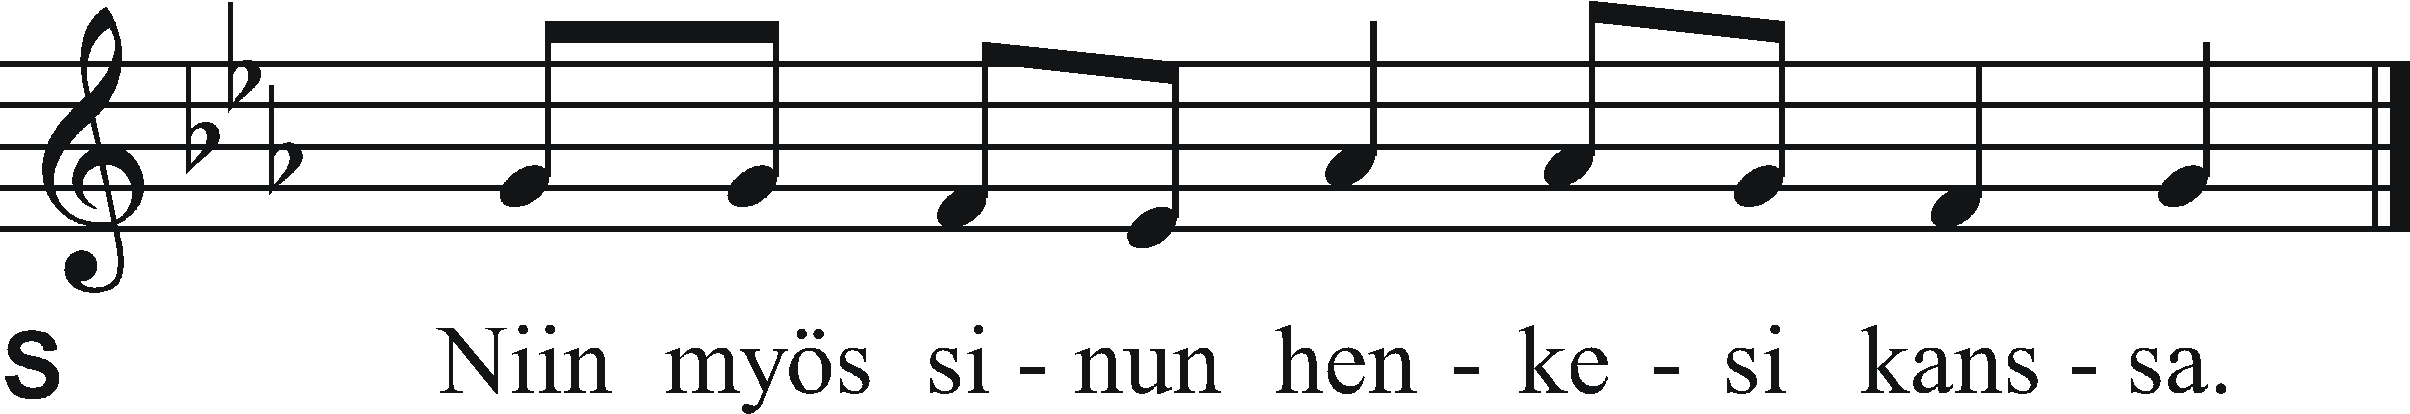 S Niin myös si - nun hen - ke - si kans - sa.